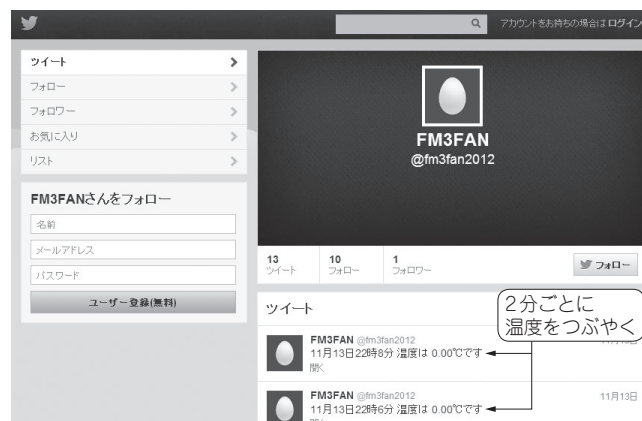 アカウントをお持ちの場合は ログイン
ツイート
フォロー
フォロワー
お気に入り
リスト
FM3FANさんをフォロー
名前
メールアドレス
パスワード
ユーザー登録(無料)
FM3FAN
@fm3fan2012
13
ツイート
10
フォロー
1
フォロワー
フォロー
ツイート
2分ごとに
温度をつぶやく
FM3FAN @fm3fan2012
11月13日22時8分 温度は 0.00℃です
開く
FM3FAN @fm3fan2012 11月13日
11月13日22時6分 温度は 0.00℃です